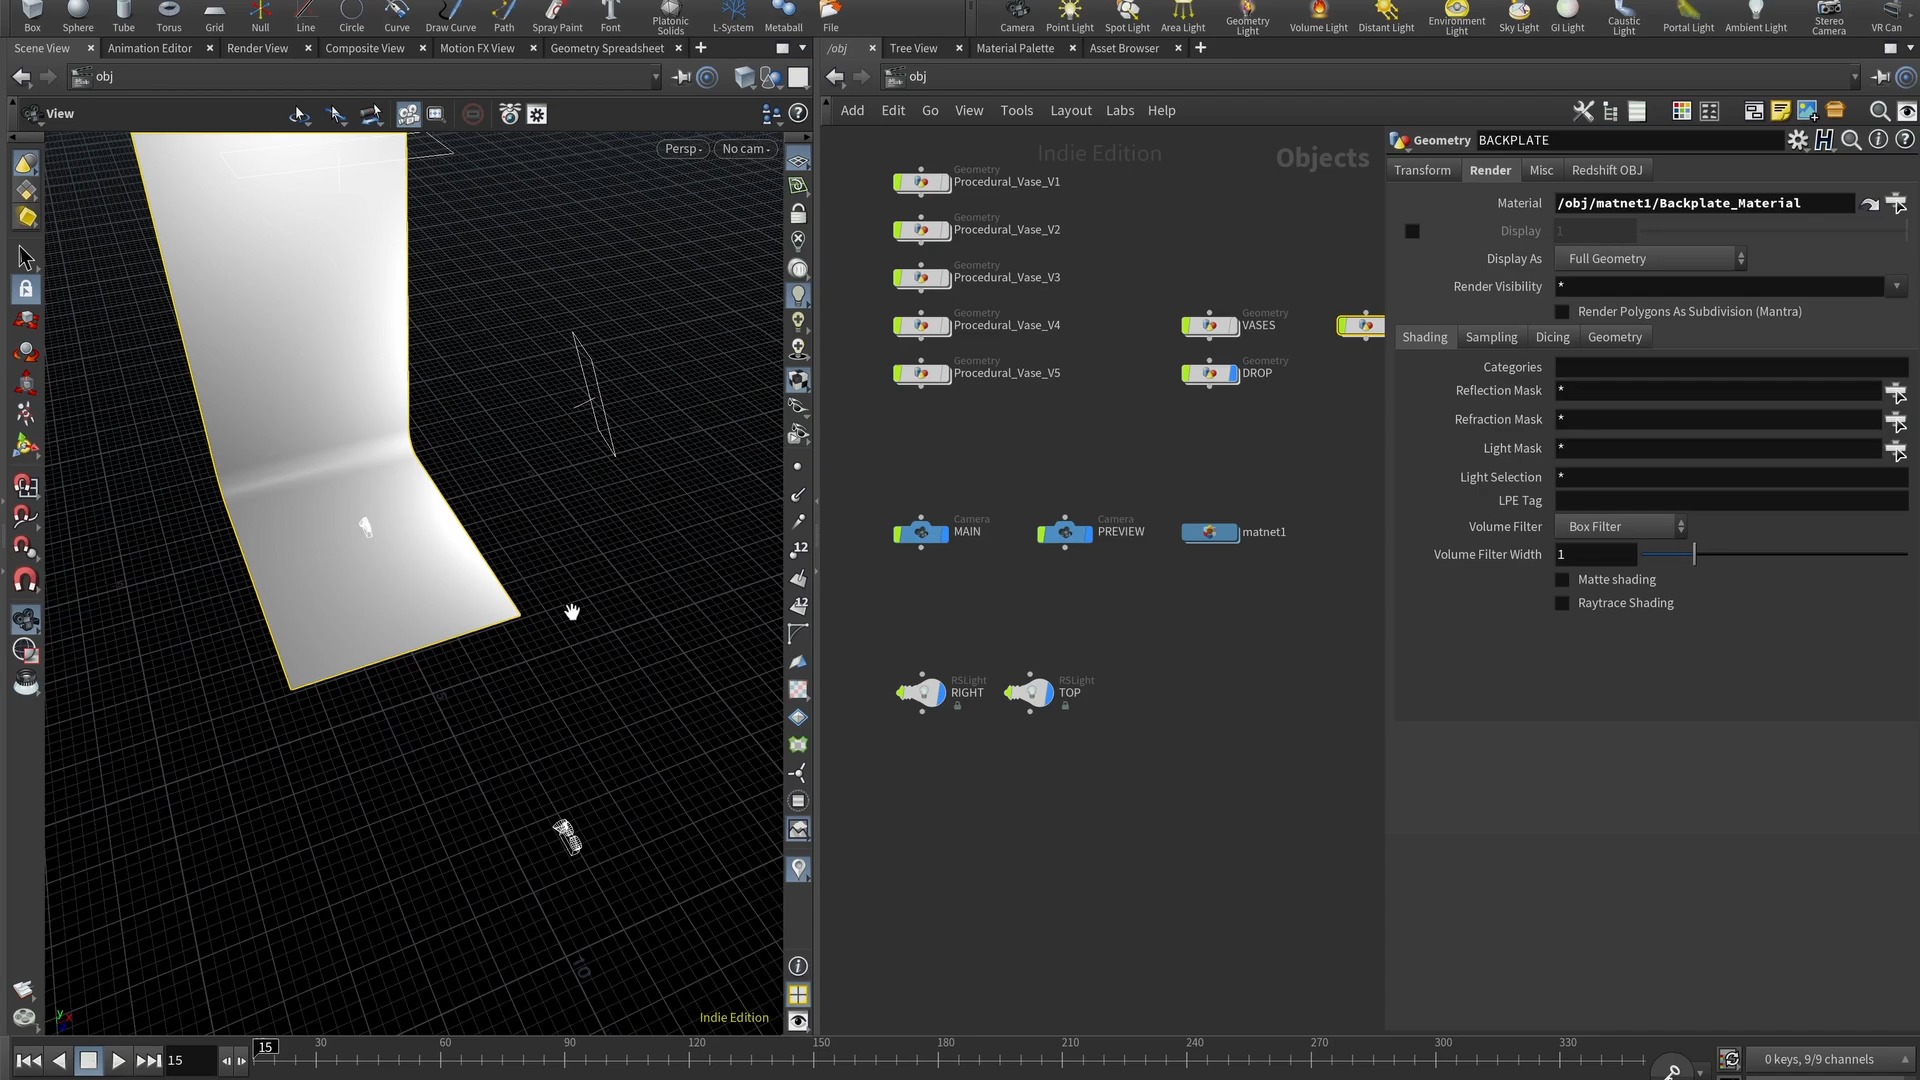 Box Sphere Tube Torus Grid Null Line Circle Curve Draw Curve Path Spray Paint Font Platonic Solids L-System Metaball File
Camera Point Light Spot Light Area Light Geometry Light Volume Light Distant Light Environment Light Sky Light GI Light Caustic Light Portal Light Ambient Light Stereo Camera VR Can
Scene View Animation Editor Render View Composite View Motion FX View Geometry Spreadsheet
/obj Tree View Material Palette Asset Browser
obj
obj
View
Add Edit Go View Tools Layout Labs Help
Persp No cam
Indie Edition
Objects
Geometry
Procedural_Vase_V1
Geometry
Procedural_Vase_V2
Geometry
Procedural_Vase_V3
Geometry
Procedural_Vase_V4
Geometry
VASES
Geometry
Procedural_Vase_V5
Geometry
DROP
Camera
MAIN
Camera
PREVIEW
matnet1
RSLight
RIGHT
RSLight
TOP
Geometry BACKPLATE
Transform Render Misc Redshift OBJ
Material /obj/matnet1/Backplate_Material
Display 1
Display As Full Geometry
Render Visibility *
Render Polygons As Subdivision (Mantra)
Shading Sampling Dicing Geometry
Categories
Reflection Mask *
Refraction Mask *
Light Mask *
Light Selection *
LPE Tag
Volume Filter Box Filter
Volume Filter Width 1
Matte shading
Raytrace Shading
12
12
5
10
Indie Edition
15
15 30 60 90 120 150 180 210 240 270 300 330
0 keys, 9/9 channels